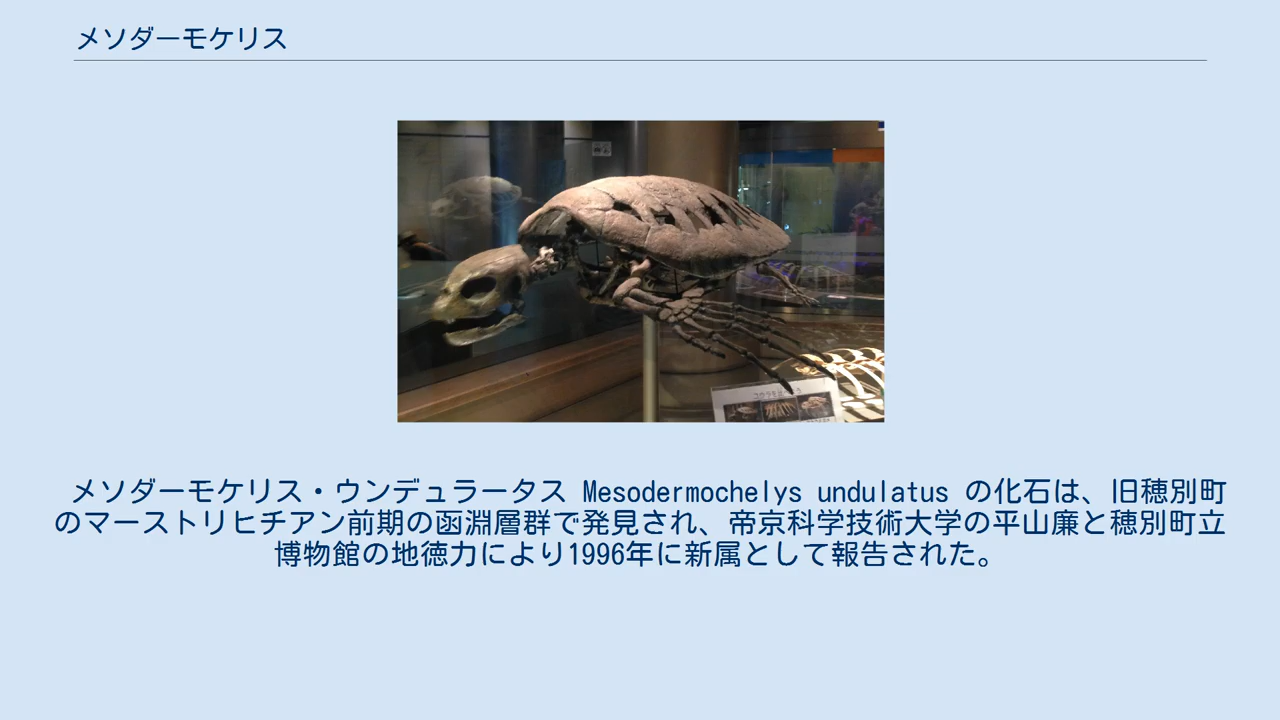 メソダーモケリス
メソダーモケリス・ウンデュラータス Mesodermochelys undulatus の化石は、旧穂別町
のマーストリヒチアン前期の函淵層群で発見され、帝京科学技術大学の平山廉と穂別町立
博物館の地徳力により1996年に新属として報告された。